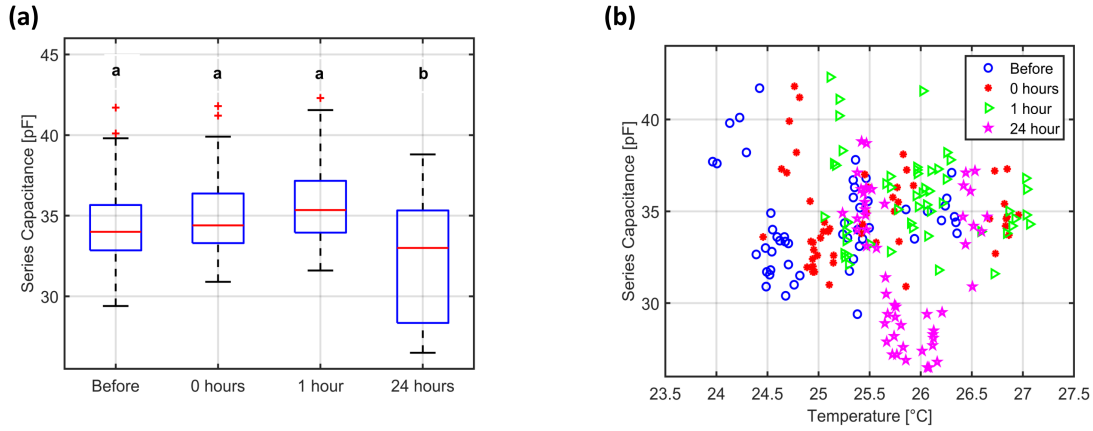 (a)
45
40
35
30
Series Capacitance [pF]
a a a b
Before 0 hours 1 hour 24 hours
(b)
40
35
30
Series Capacitance [pF]
Before
0 hours
1 hour
24 hour
23.5 24 24.5 25 25.5 26 26.5 27 27.5
Temperature [°C]